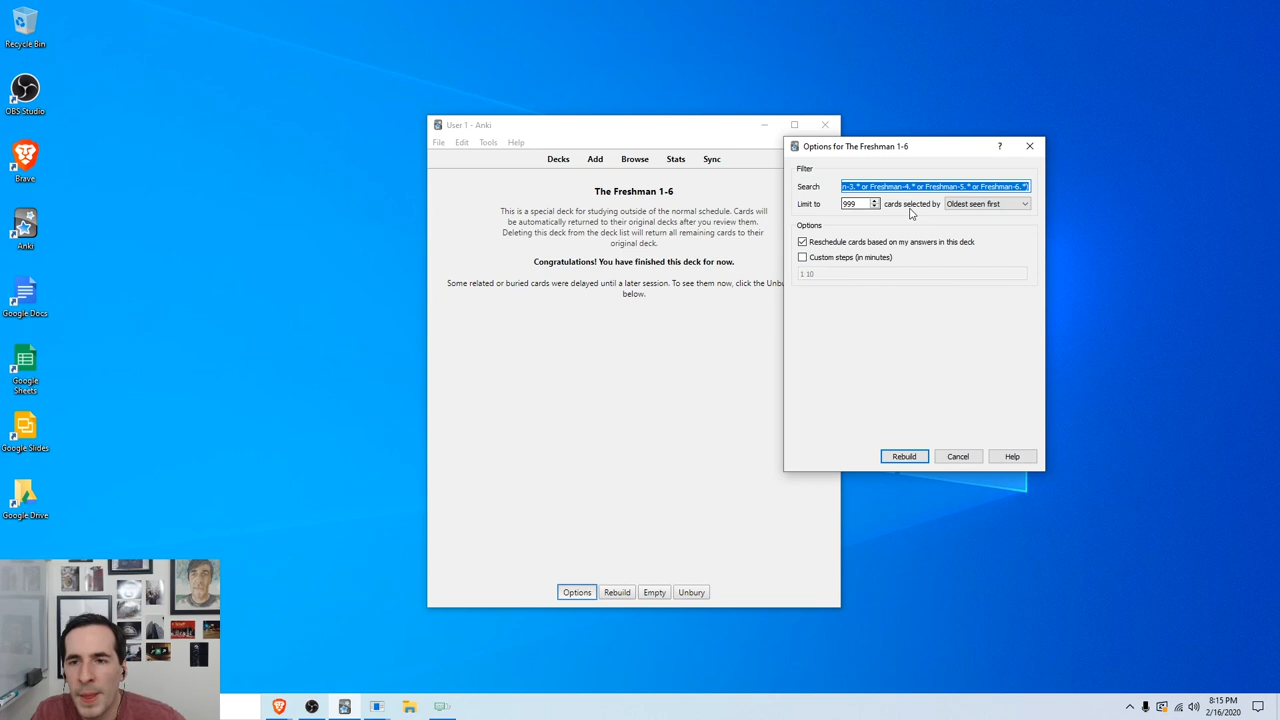 Recycle Bin
OBS Studio
Brave
Anki
Google Docs
Google
Sheets
Google Slides
Google Drive
User 1 - Anki
File Edit Tools Help
Decks Add Browse Stats Sync
The Freshman 1-6
This is a special deck for studying outside of the normal schedule. Cards will
be automatically returned to their original decks after you review them.
Deleting this deck from the deck list will return all remaining cards to their
original deck.
Congratulations! You have finished this deck for now.
Some related or buried cards were delayed until a later session. To see them now, click the Unbu
below.
Options Rebuild Empty Unbury
Options for The Freshman 1-6
?
Filter
Search n-3.* or Freshman-4.* or Freshman-5.* or Freshman-6.*)
Limit to 999 cards selected by Oldest seen first
Options
Reschedule cards based on my answers in this deck
Custom steps (in minutes)
1 10
Rebuild Cancel Help
8:15 PM
2/16/2020